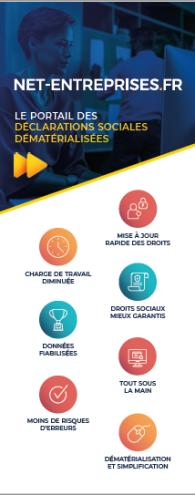 NET-ENTREPRISES.FR
LE PORTAIL DES
DÉCLARATIONS SOCIALES
DÉMATÉRIALISÉES
MISE À JOUR
RAPIDE DES DROITS
CHARGE DE TRAVAIL
DIMINUÉE
DROITS SOCIAUX
MIEUX GARANTIS
DONNÉES
FIABILISÉES
TOUT SOUS
LA MAIN
MOINS DE RISQUES
D'ERREURS
DÉMATÉRIALISATION
ET SIMPLIFICATION